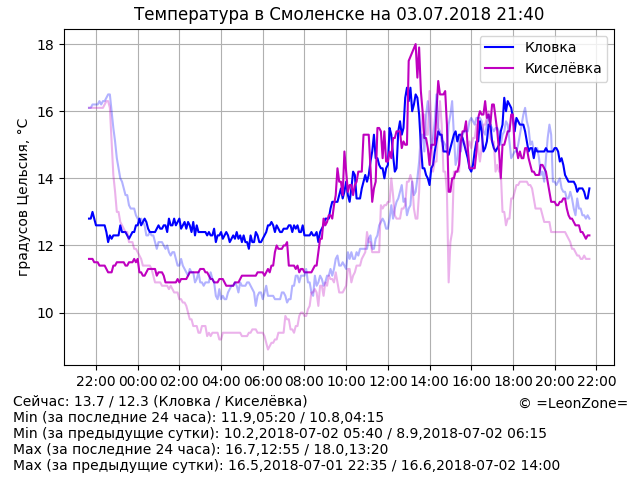 Температура в Смоленске на 03.07.2018 21:40
градусов Цельсия, °C
18
16
14
12
10
Кловка
Киселёвка
22:00 00:00 02:00 04:00 06:00 08:00 10:00 12:00 14:00 16:00 18:00 20:00 22:00
Сейчас: 13.7 / 12.3 (Кловка / Киселёвка)
© =LeonZone=
Min (за последние 24 часа): 11.9,05:20 / 10.8,04:15
Min (за предыдущие сутки): 10.2,2018-07-02 05:40 / 8.9,2018-07-02 06:15
Max (за последние 24 часа): 16.7,12:55 / 18.0,13:20
Max (за предыдущие сутки): 16.5,2018-07-01 22:35 / 16.6,2018-07-02 14:00